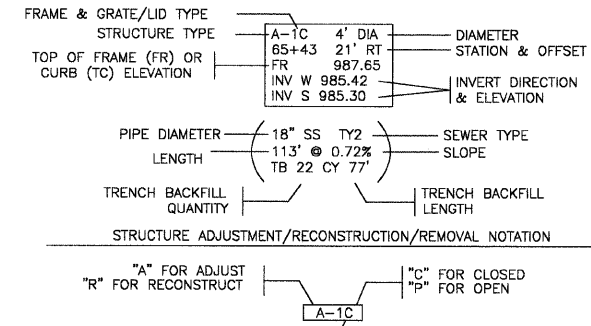 FRAME & GRATE/LID TYPE
STRUCTURE TYPE
A-1C 4' DIA
DIAMETER
65+43 21' RT
STATION & OFFSET
TOP OF FRAME (FR) OR
CURB (TC) ELEVATION
FR 987.65
INV W 985.42
INV S 985.30
INVERT DIRECTION
& ELEVATION
PIPE DIAMETER
18" SS TY2
SEWER TYPE
LENGTH
113' @ 0.72%
SLOPE
TB 22 CY 77'
TRENCH BACKFILL
QUANTITY
TRENCH BACKFILL
LENGTH
STRUCTURE ADJUSTMENT/RECONSTRUCTION/REMOVAL NOTATION
"A" FOR ADJUST
"R" FOR RECONSTRUCT
"C" FOR CLOSED
"P" FOR OPEN
A-1C